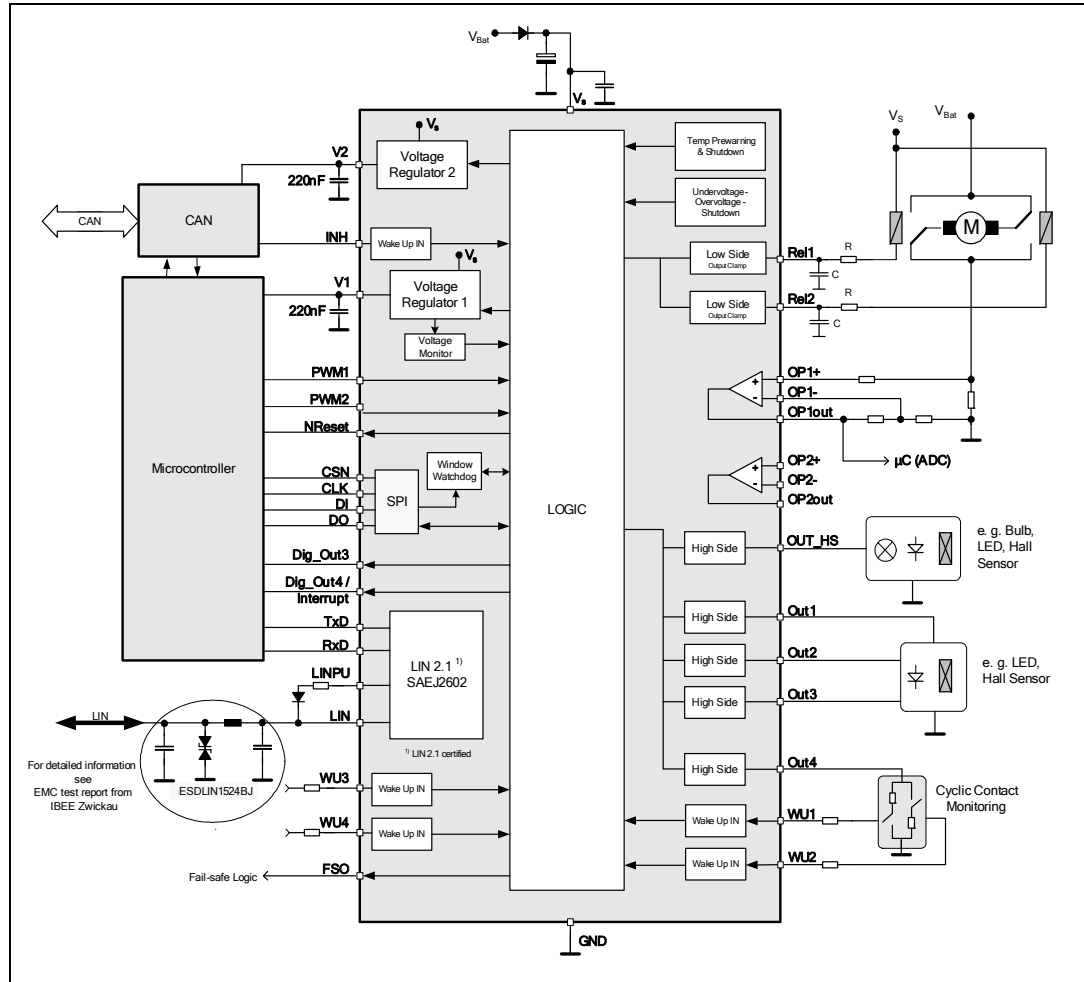 V_Bat
V_s
V_s
V2
Voltage
Regulator 2
220nF
CAN
CAN
INH
Wake Up IN
V_s
V1
Voltage
Regulator 1
220nF
Voltage
Monitor
PWM1
PWM2
NReset
Microcontroller
CSN
CLK
DI
DO
SPI
Window
Watchdog
Dig_Out3
Dig_Out4 /
Interrupt
TxD
RxD
LINPU
LIN
LIN 2.1 ¹⁾
SAEJ2602
¹⁾ LIN 2.1 certified
LIN
For detailed information
see
EMC test report from
IBEE Zwickau
ESDLIN1524BJ
WU3
Wake Up IN
WU4
Wake Up IN
Fail-safe Logic
FSO
LOGIC
GND
Temp Prewarning
& Shutdown
Undervoltage -
Overvoltage -
Shutdown
Low Side
Output Clamp
Rel1
R
C
Low Side
Output Clamp
Rel2
R
C
V_S
V_Bat
M
+
-
OP1+
OP1-
OP1out
µC (ADC)
+
-
OP2+
OP2-
OP2out
High Side
OUT_HS
e. g. Bulb,
LED, Hall
Sensor
High Side
Out1
High Side
Out2
High Side
Out3
e. g. LED,
Hall Sensor
High Side
Out4
Cyclic Contact
Monitoring
Wake Up IN
WU1
Wake Up IN
WU2